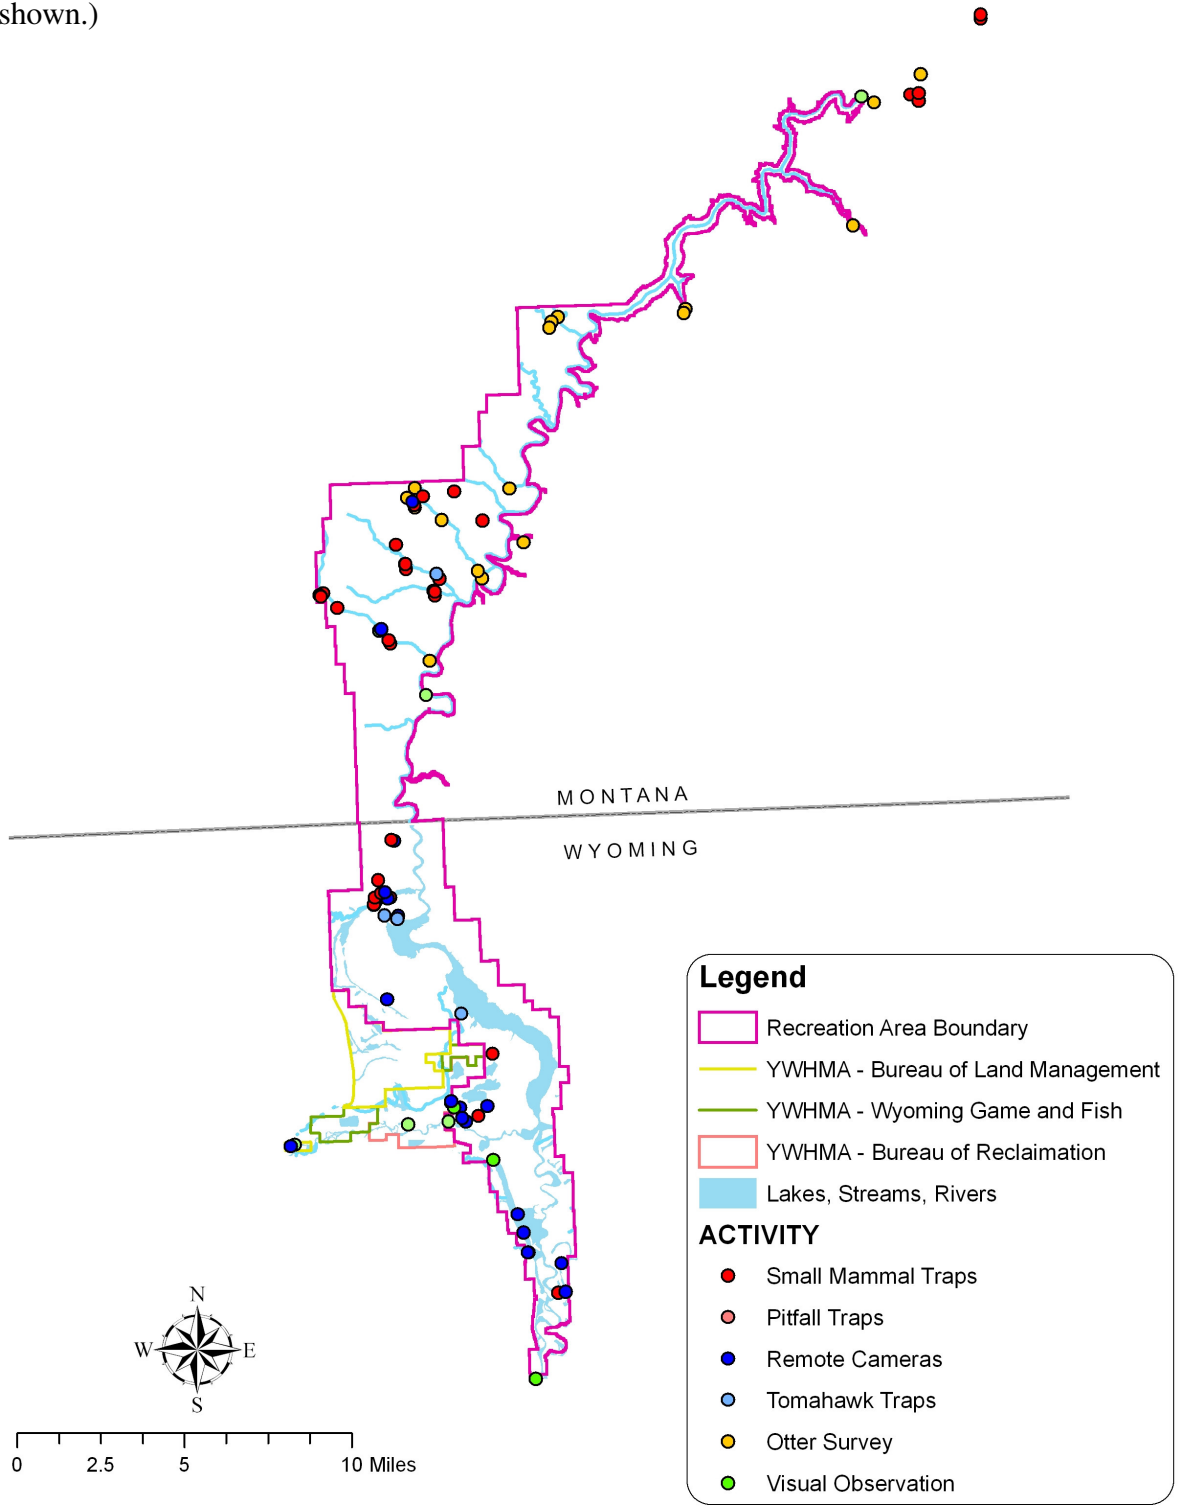 shown.)
MONTANA
WYOMING
Legend
Recreation Area Boundary
YWHMA - Bureau of Land Management
YWHMA - Wyoming Game and Fish
YWHMA - Bureau of Reclaimation
Lakes, Streams, Rivers
ACTIVITY
Small Mammal Traps
Pitfall Traps
Remote Cameras
Tomahawk Traps
Otter Survey
Visual Observation
N
W E
S
0 2.5 5 10 Miles